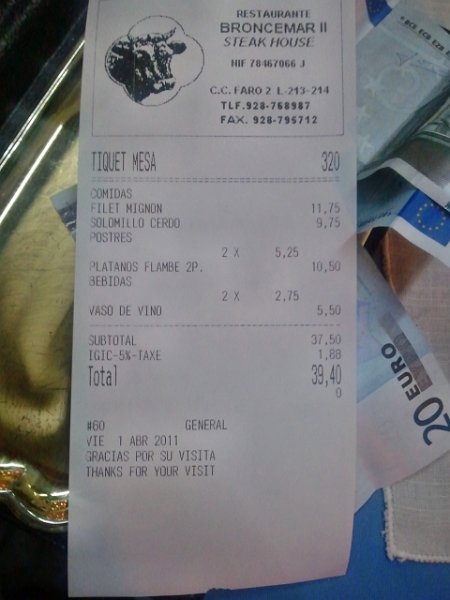 RESTAURANTE
BRONCEMAR II
STEAK HOUSE
NIF 78467066 J
C.C. FARO 2 L-213-214
TLF. 928-768987
FAX. 928-795712
TIQUET MESA 320
COMIDAS
FILET MIGNON 11,75
SOLOMILLO CERDO 9,75
POSTRES
2 X 5,25
PLATANOS FLAMBE 2P. 10,50
BEBIDAS
2 X 2,75
VASO DE VINO 5,50
SUBTOTAL 37,50
IGIC-5%-TAXE 1,88
Total 39,40
0
#60 GENERAL
VIE 1 ABR 2011
GRACIAS POR SU VISITA
THANKS FOR YOUR VISIT
20 EURO